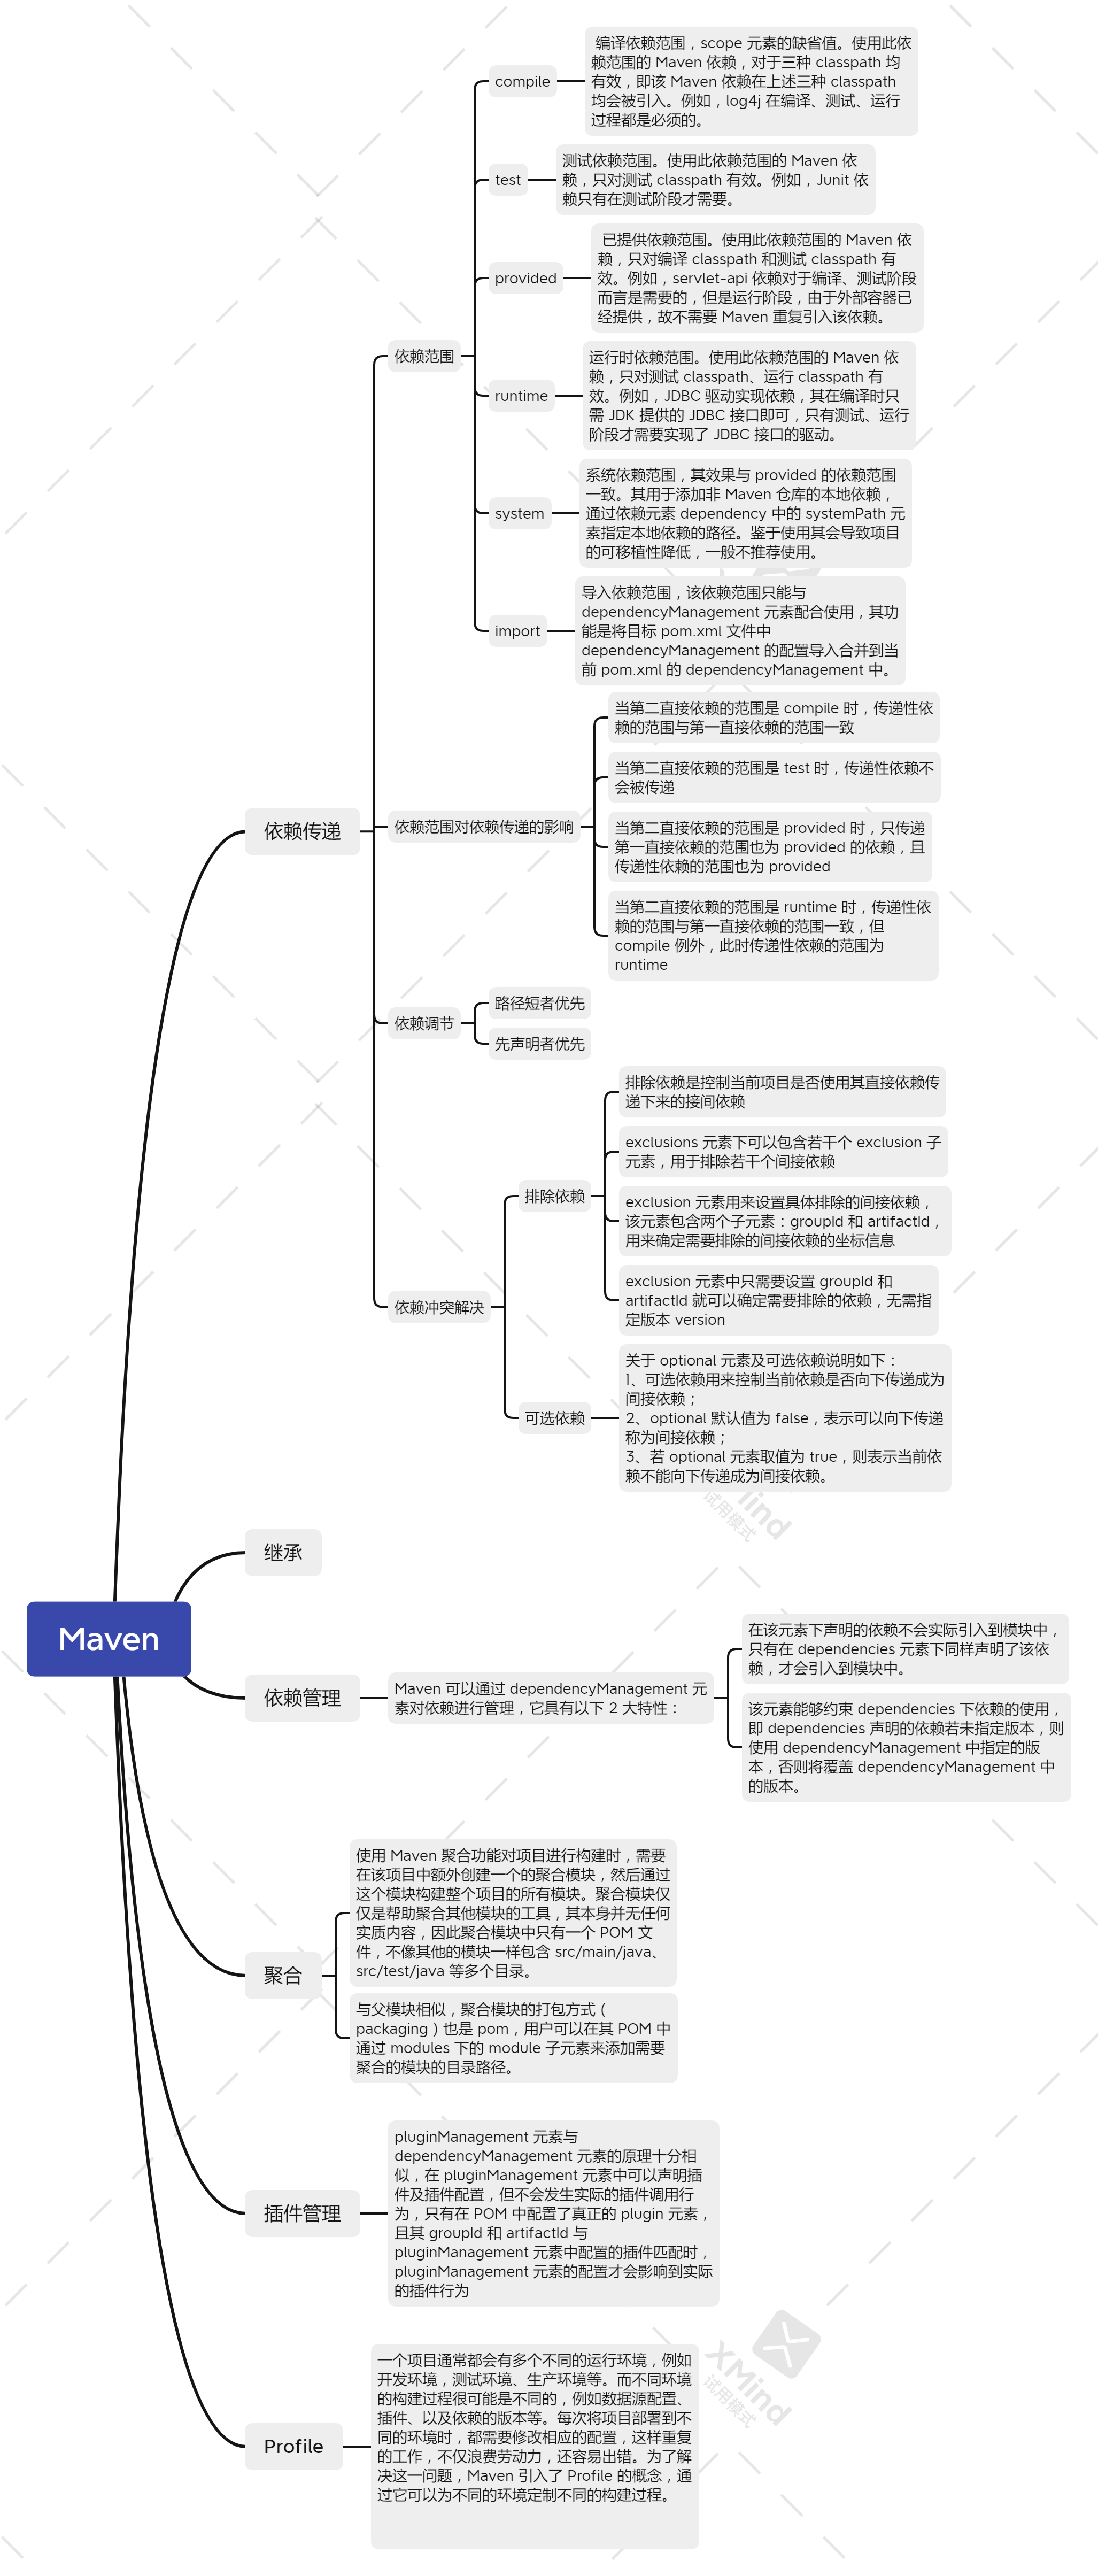 编译依赖范围，scope 元素的缺省值。使用此依
赖范围的 Maven 依赖，对于三种 classpath 均
有效，即该 Maven 依赖在上述三种 classpath
均会被引入。例如，log4j 在编译、测试、运行
过程都是必须的。
compile
测试依赖范围。使用此依赖范围的 Maven 依
赖，只对测试 classpath 有效。例如，Junit 依
赖只有在测试阶段才需要。
test
已提供依赖范围。使用此依赖范围的 Maven 依
赖，只对编译 classpath 和测试 classpath 有
效。例如，servlet-api 依赖对于编译、测试阶段
而言是需要的，但是运行阶段，由于外部容器已
经提供，故不需要 Maven 重复引入该依赖。
provided
依赖范围
运行时依赖范围。使用此依赖范围的 Maven 依
赖，只对测试 classpath、运行 classpath 有
效。例如，JDBC 驱动实现依赖，其在编译时只
需 JDK 提供的 JDBC 接口即可，只有测试、运行
阶段才需要实现了 JDBC 接口的驱动。
runtime
系统依赖范围，其效果与 provided 的依赖范围
一致。其用于添加非 Maven 仓库的本地依赖，
通过依赖元素 dependency 中的 systemPath 元
素指定本地依赖的路径。鉴于使用其会导致项目
的可移植性降低，一般不推荐使用。
system
导入依赖范围，该依赖范围只能与
dependencyManagement 元素配合使用，其功
能是将目标 pom.xml 文件中
dependencyManagement 的配置导入合并到当
前 pom.xml 的 dependencyManagement 中。
import
当第二直接依赖的范围是 compile 时，传递性依
赖的范围与第一直接依赖的范围一致
当第二直接依赖的范围是 test 时，传递性依赖不
会被传递
依赖传递
依赖范围对依赖传递的影响
当第二直接依赖的范围是 provided 时，只传递
第一直接依赖的范围也为 provided 的依赖，且
传递性依赖的范围也为 provided
当第二直接依赖的范围是 runtime 时，传递性依
赖的范围与第一直接依赖的范围一致，但
compile 例外，此时传递性依赖的范围为
runtime
依赖调节
路径短者优先
先声明者优先
排除依赖是控制当前项目是否使用其直接依赖传
递下来的接间依赖
exclusions 元素下可以包含若干个 exclusion 子
元素，用于排除若干个间接依赖
排除依赖
exclusion 元素用来设置具体排除的间接依赖，
该元素包含两个子元素：groupId 和 artifactId，
用来确定需要排除的间接依赖的坐标信息
exclusion 元素中只需要设置 groupId 和
artifactId 就可以确定需要排除的依赖，无需指
定版本 version
依赖冲突解决
关于 optional 元素及可选依赖说明如下：
1、可选依赖用来控制当前依赖是否向下传递成为
间接依赖；
2、optional 默认值为 false，表示可以向下传递
称为间接依赖；
3、若 optional 元素取值为 true，则表示当前依
赖不能向下传递成为间接依赖。
可选依赖
XMind
试用模式
继承
Maven
在该元素下声明的依赖不会实际引入到模块中，
只有在 dependencies 元素下同样声明了该依
赖，才会引入到模块中。
依赖管理
Maven 可以通过 dependencyManagement 元
素对依赖进行管理，它具有以下 2 大特性：
该元素能够约束 dependencies 下依赖的使用，
即 dependencies 声明的依赖若未指定版本，则
使用 dependencyManagement 中指定的版
本，否则将覆盖 dependencyManagement 中
的版本。
使用 Maven 聚合功能对项目进行构建时，需要
在该项目中额外创建一个的聚合模块，然后通过
这个模块构建整个项目的所有模块。聚合模块仅
仅是帮助聚合其他模块的工具，其本身并无任何
实质内容，因此聚合模块中只有一个 POM 文
件，不像其他的模块一样包含 src/main/java、
src/test/java 等多个目录。
聚合
与父模块相似，聚合模块的打包方式（
packaging）也是 pom，用户可以在其 POM 中
通过 modules 下的 module 子元素来添加需要
聚合的模块的目录路径。
pluginManagement 元素与
dependencyManagement 元素的原理十分相
似，在 pluginManagement 元素中可以声明插
件及插件配置，但不会发生实际的插件调用行
为，只有在 POM 中配置了真正的 plugin 元素，
且其 groupId 和 artifactId 与
pluginManagement 元素中配置的插件匹配时，
pluginManagement 元素的配置才会影响到实际
的插件行为
插件管理
XMind
试用模式
一个项目通常都会有多个不同的运行环境，例如
开发环境，测试环境、生产环境等。而不同环境
的构建过程很可能是不同的，例如数据源配置、
插件、以及依赖的版本等。每次将项目部署到不
同的环境时，都需要修改相应的配置，这样重复
的工作，不仅浪费劳动力，还容易出错。为了解
决这一问题，Maven 引入了 Profile 的概念，通
过它可以为不同的环境定制不同的构建过程。
Profile